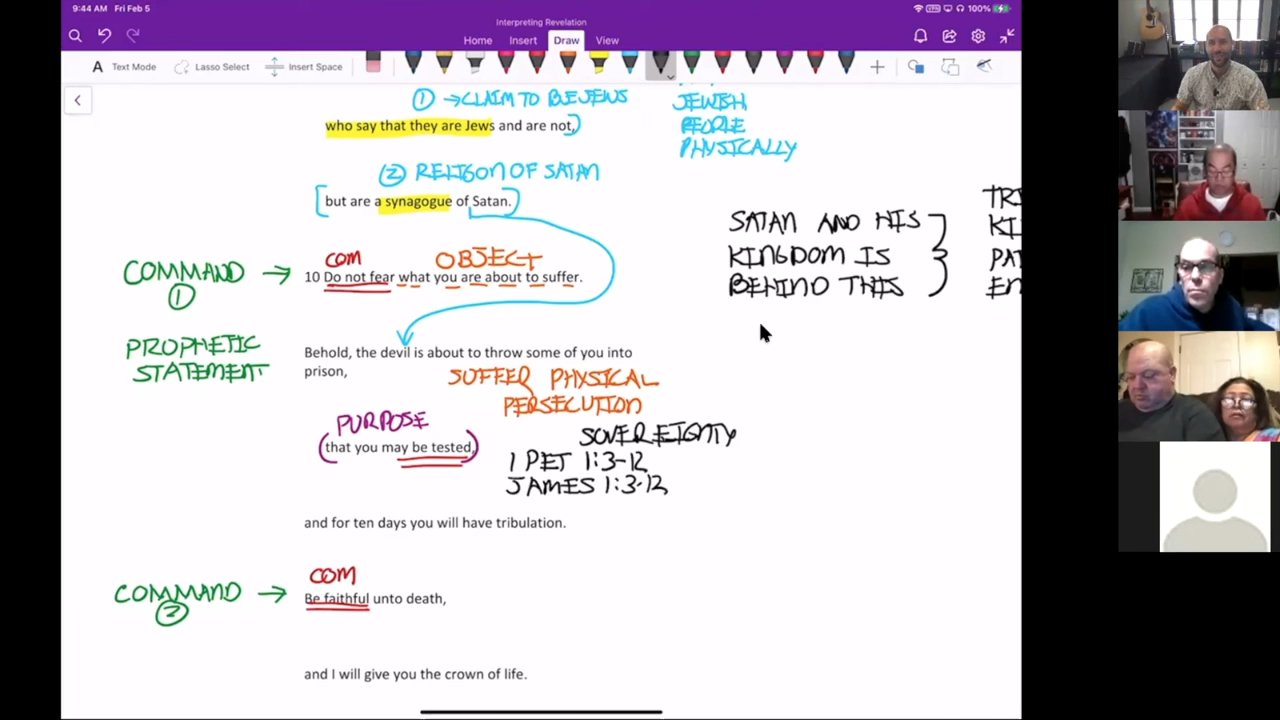 9:44 AM Fri Feb 5
VPN
100%
Interpreting Revelation
Home Insert Draw View
A Text Mode Lasso Select Insert Space
① → CLAIM TO BE JEWS
who say that they are Jews and are not,
JEWISH
PEOPLE
PHYSICALLY
② RELIGON OF SATAN
but are a synagogue of Satan.
SATAN AND HIS
KINGDOM IS
BEHIND THIS
TRI
KI
PA
EN
COMMAND →
①
COM
OBJECT
10 Do not fear what you are about to suffer.
PROPHETIC
STATEMENT
Behold, the devil is about to throw some of you into
prison,
SUFFER PHYSICAL
PERSECUTION
PURPOSE
(that you may be tested,)
SOVEREIGNTY
1 PET 1:3-12
JAMES 1:3-12
and for ten days you will have tribulation.
COMMAND →
②
COM
Be faithful unto death,
and I will give you the crown of life.